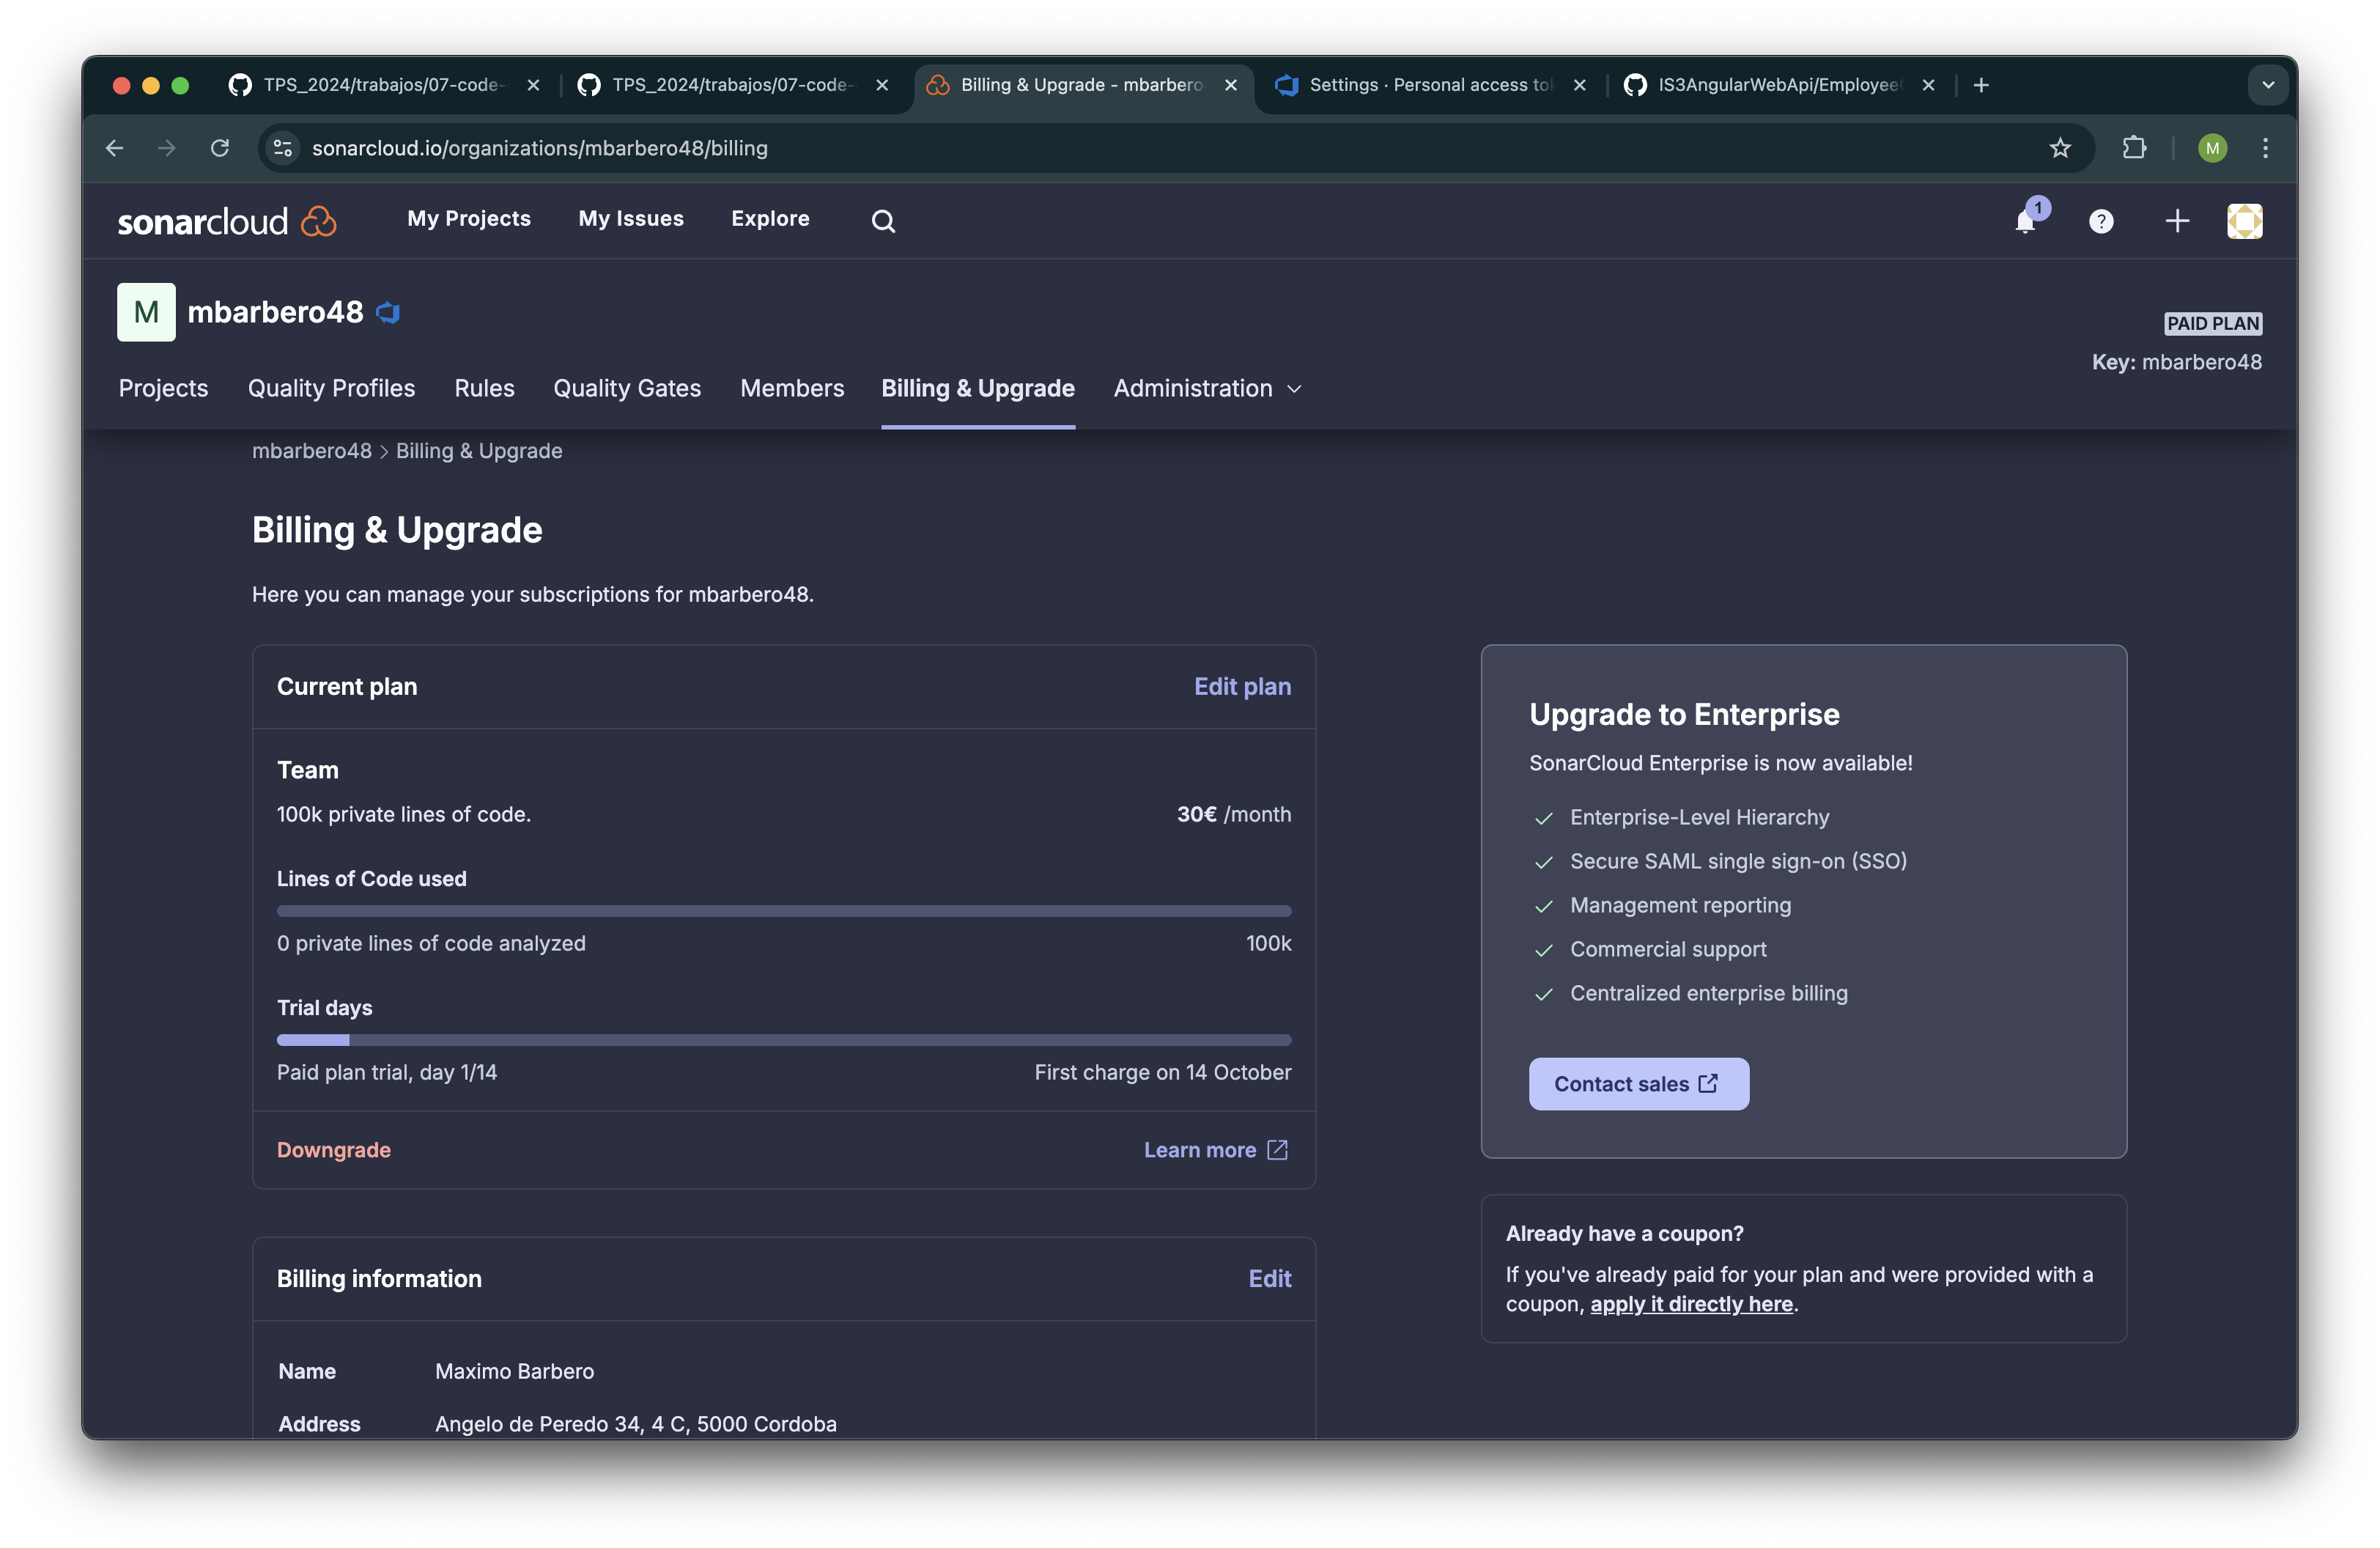 TPS_2024/trabajos/07-code-
TPS_2024/trabajos/07-code-
Billing & Upgrade - mbarbero
Settings · Personal access to
IS3AngularWebApi/Employee
sonarcloud.io/organizations/mbarbero48/billing
M
sonarcloud
My Projects
My Issues
Explore
1
M
mbarbero48
PAID PLAN
Key: mbarbero48
Projects
Quality Profiles
Rules
Quality Gates
Members
Billing & Upgrade
Administration
mbarbero48 > Billing & Upgrade
Billing & Upgrade
Here you can manage your subscriptions for mbarbero48.
Current plan
Edit plan
Team
100k private lines of code.
30€ /month
Lines of Code used
0 private lines of code analyzed
100k
Trial days
Paid plan trial, day 1/14
First charge on 14 October
Downgrade
Learn more
Billing information
Edit
Name
Maximo Barbero
Address
Angelo de Peredo 34, 4 C, 5000 Cordoba
Upgrade to Enterprise
SonarCloud Enterprise is now available!
Enterprise-Level Hierarchy
Secure SAML single sign-on (SSO)
Management reporting
Commercial support
Centralized enterprise billing
Contact sales
Already have a coupon?
If you've already paid for your plan and were provided with a
coupon, apply it directly here.